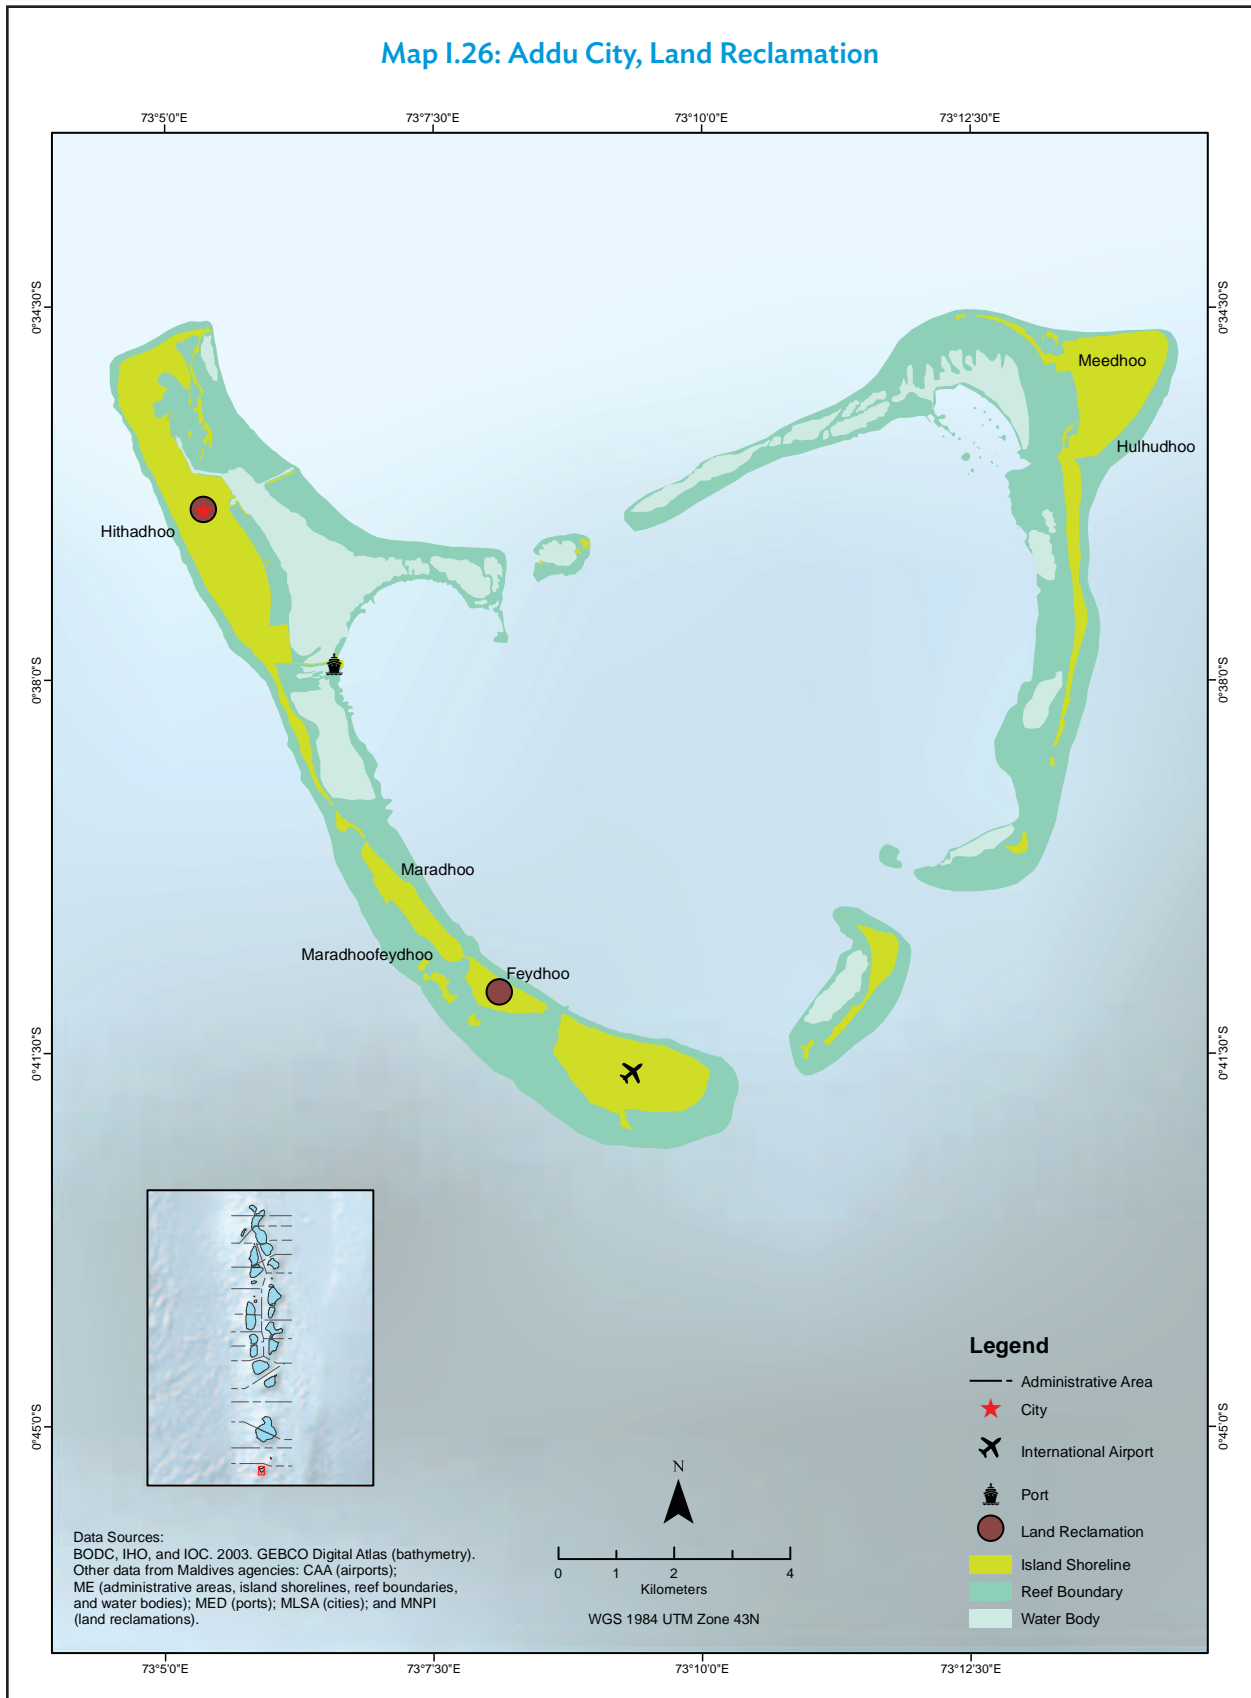 Map I.26: Addu City, Land Reclamation
73°5'0"E
73°7'30"E
73°10'0"E
73°12'30"E
0°34'30"S
0°34'30"S
Meedhoo
Hulhudhoo
Hithadhoo
0°38'0"S
0°38'0"S
Maradhoo
Maradhoofeydhoo
Feydhoo
0°41'30"S
0°41'30"S
Legend
Administrative Area
City
International Airport
Port
Land Reclamation
Island Shoreline
Reef Boundary
Water Body
0°45'0"S
0°45'0"S
N
0 1 2 4
Kilometers
WGS 1984 UTM Zone 43N
Data Sources:
BODC, IHO, and IOC. 2003. GEBCO Digital Atlas (bathymetry).
Other data from Maldives agencies: CAA (airports);
ME (administrative areas, island shorelines, reef boundaries,
and water bodies); MED (ports); MLSA (cities); and MNPI
(land reclamations).
73°5'0"E
73°7'30"E
73°10'0"E
73°12'30"E